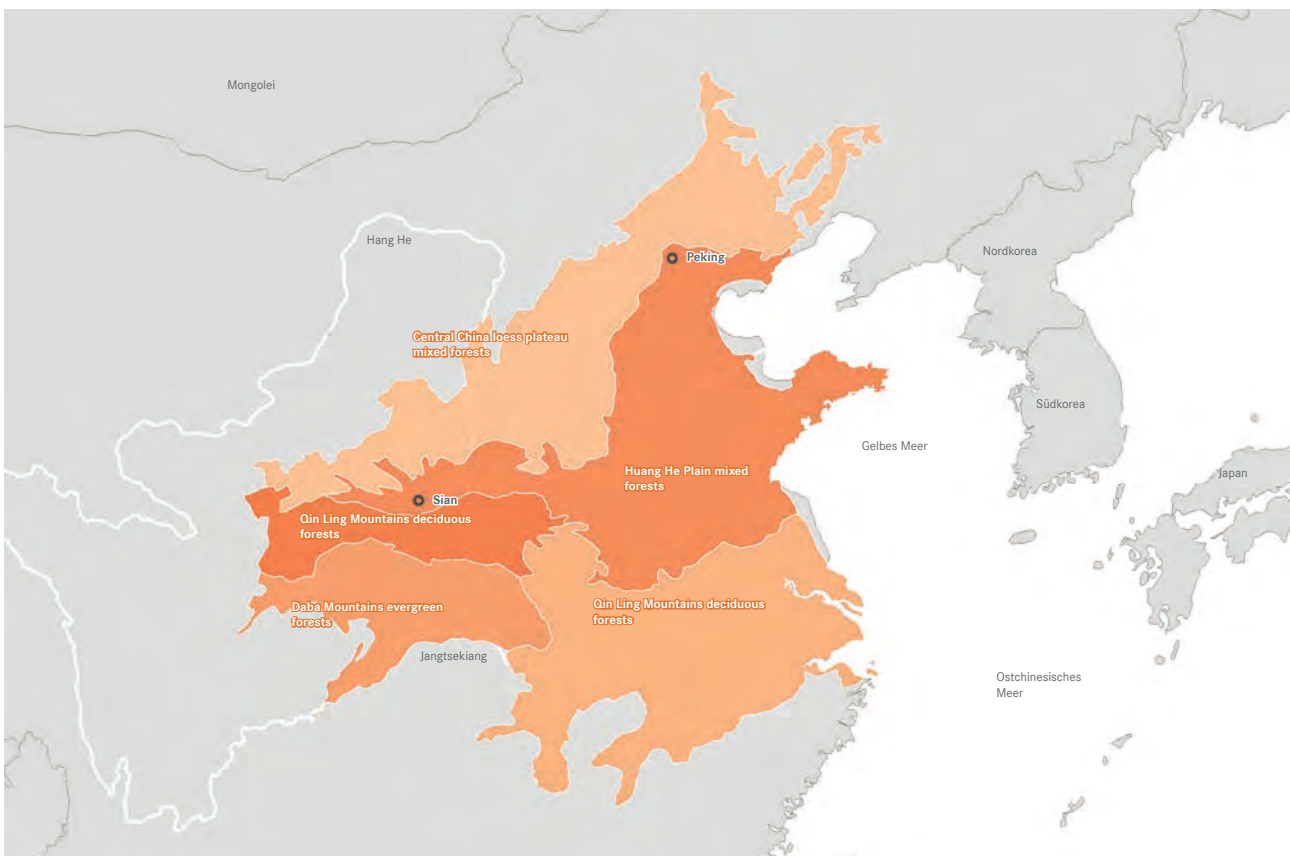 Mongolei
Hang He
Peking
Nordkorea
Central China loess plateau
mixed forests
Südkorea
Gelbes Meer
Huang He Plain mixed
forests
Japan
Sian
Qin Ling Mountains deciduous
forests
Daba Mountains evergreen
forests
Qin Ling Mountains deciduous
forests
Jangtsekiang
Ostchinesisches
Meer